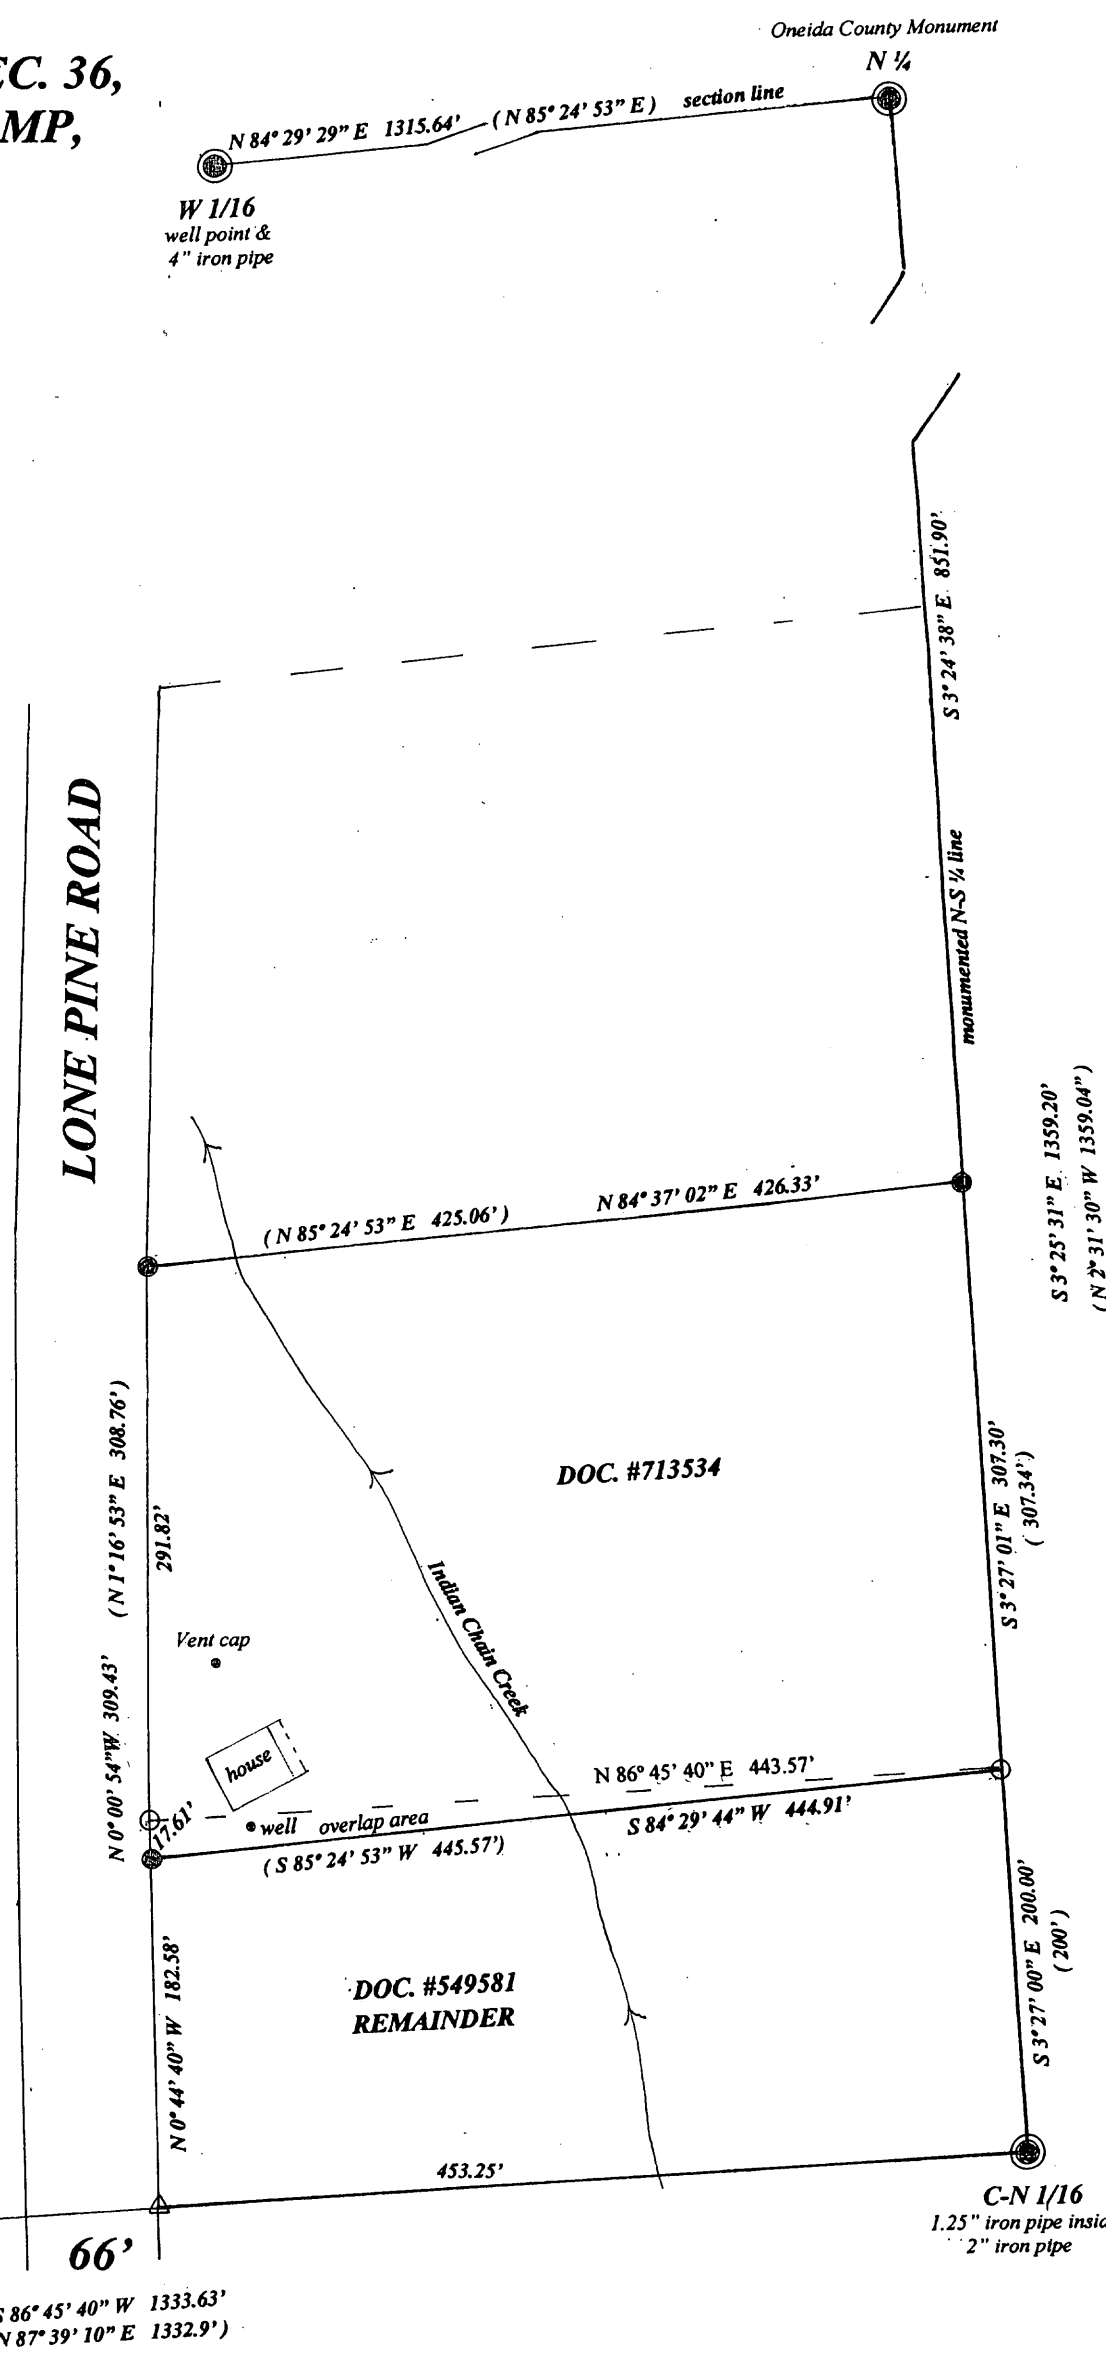 Oneida County Monument
N ¼
EC. 36,
MP,
N 84° 29' 29" E 1315.64'
( N 85° 24' 53" E )
section line
W 1/16
well point &
4" iron pipe
S 3° 24' 38" E 851.90'
LONE PINE ROAD
monumented N-S ¼ line
S 3° 25' 31" E 1359.20'
( N 2° 31' 30" W 1359.04")
( N 85° 24' 53" E 425.06' )
N 84° 37' 02" E 426.33'
( N 1° 16' 53" E 308.76')
291.82'
DOC. #713534
S 3° 27' 01" E 307.30'
( 307.34')
Indian Chain Creek
Vent cap
N 0° 00' 54" W 309.43'
house
N 86° 45' 40" E 443.57'
17.61'
well
overlap area
S 84° 29' 44" W 444.91'
( S 85° 24' 53" W 445.57')
N 0° 44' 40" W 182.58'
DOC. #549581
REMAINDER
S 3° 27' 00" E 200.00'
( 200')
453.25'
C-N 1/16
1.25" iron pipe insid
2" iron pipe
66'
S 86° 45' 40" W 1333.63'
N 87° 39' 10" E 1332.9' )